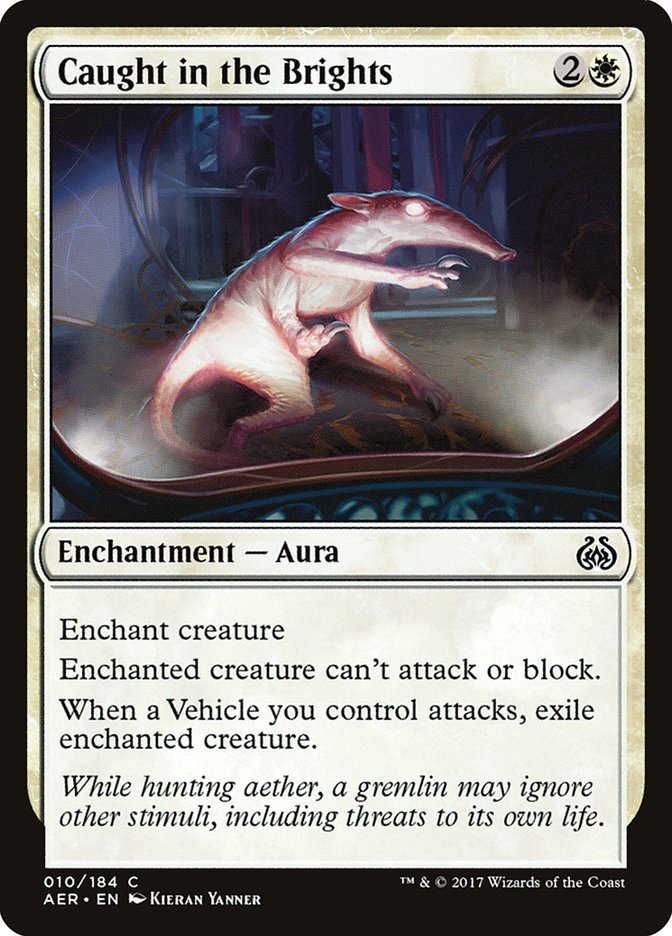 Caught in the Brights 2
Enchantment — Aura
Enchant creature
Enchanted creature can't attack or block.
When a Vehicle you control attacks, exile
enchanted creature.
While hunting aether, a gremlin may ignore
other stimuli, including threats to its own life.
010/184 C
AER • EN Kieran Yanner
™ & © 2017 Wizards of the Coast